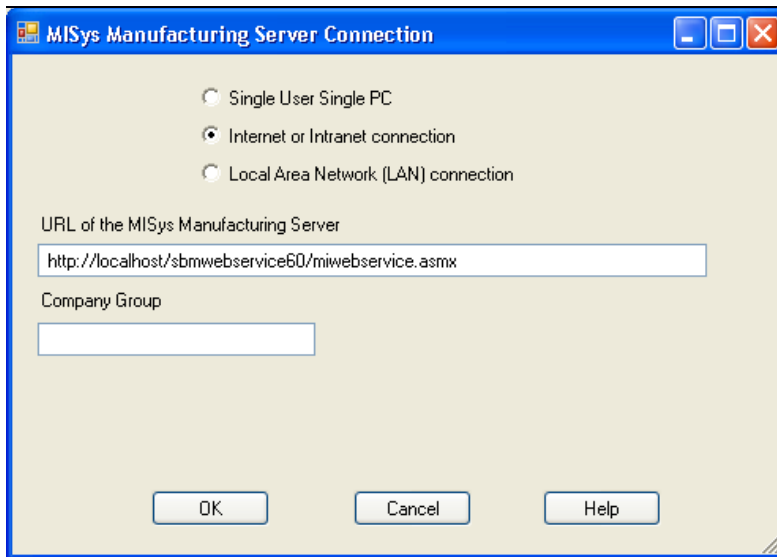 MISys Manufacturing Server Connection
Single User Single PC
Internet or Intranet connection
Local Area Network (LAN) connection
URL of the MISys Manufacturing Server
http://localhost/sbmwebservice60/miwebservice.asmx
Company Group
OK Cancel Help